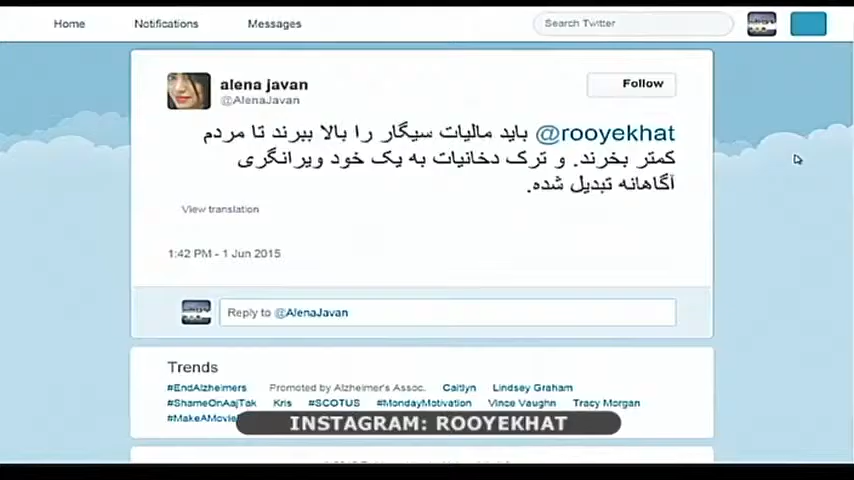 Home Notifications Messages Search Twitter
alena javan Follow
@AlenaJavan
@rooyekhat باید مالیات سیگار را بالا ببرند تا مردم
کمتر بخرند. و ترک دخانیات به یک خود ویرانگری
آگاهانه تبدیل شده.
View translation
1:42 PM - 1 Jun 2015
Reply to @AlenaJavan
Trends
#EndAlzheimers Promoted by Alzheimer's Assoc. Caitlyn Lindsey Graham
#ShameOnAajTak Kris #SCOTUS #MondayMotivation Vince Vaughn Tracy Morgan
INSTAGRAM: ROOYEKHAT